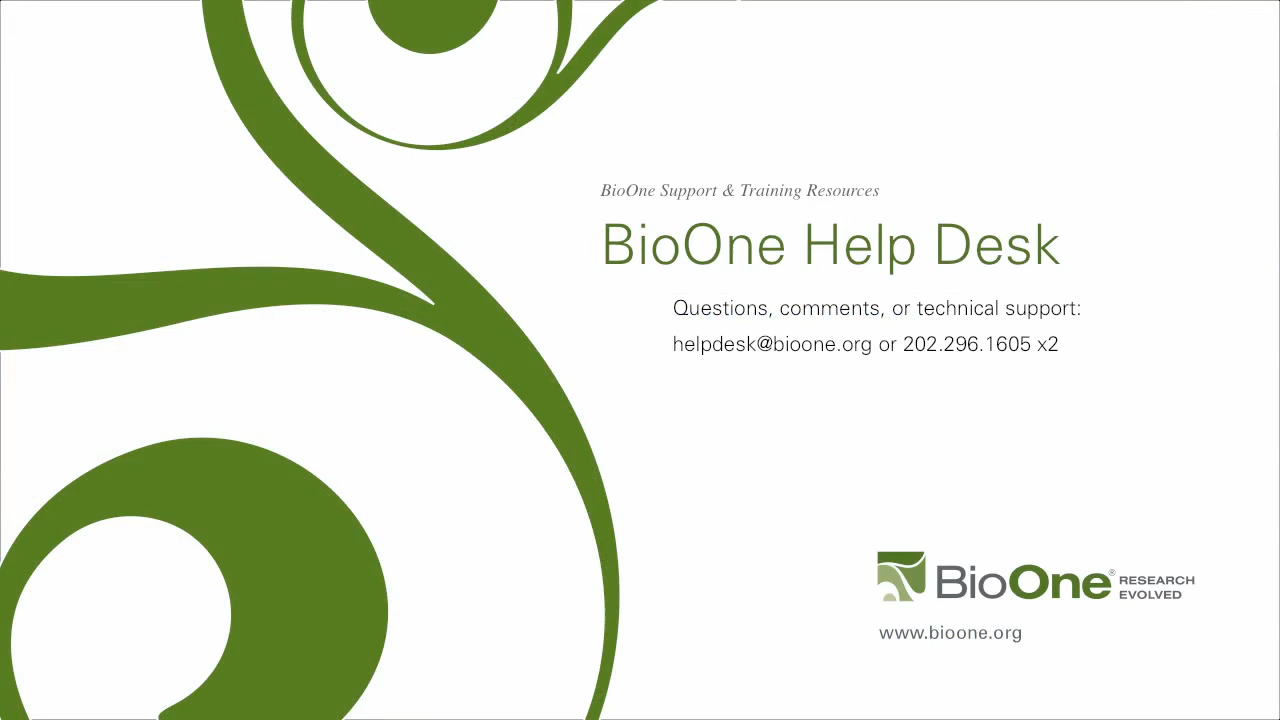 BioOne Support & Training Resources
BioOne Help Desk
Questions, comments, or technical support:
helpdesk@bioone.org or 202.296.1605 x2
BioOne® RESEARCH
EVOLVED
www.bioone.org